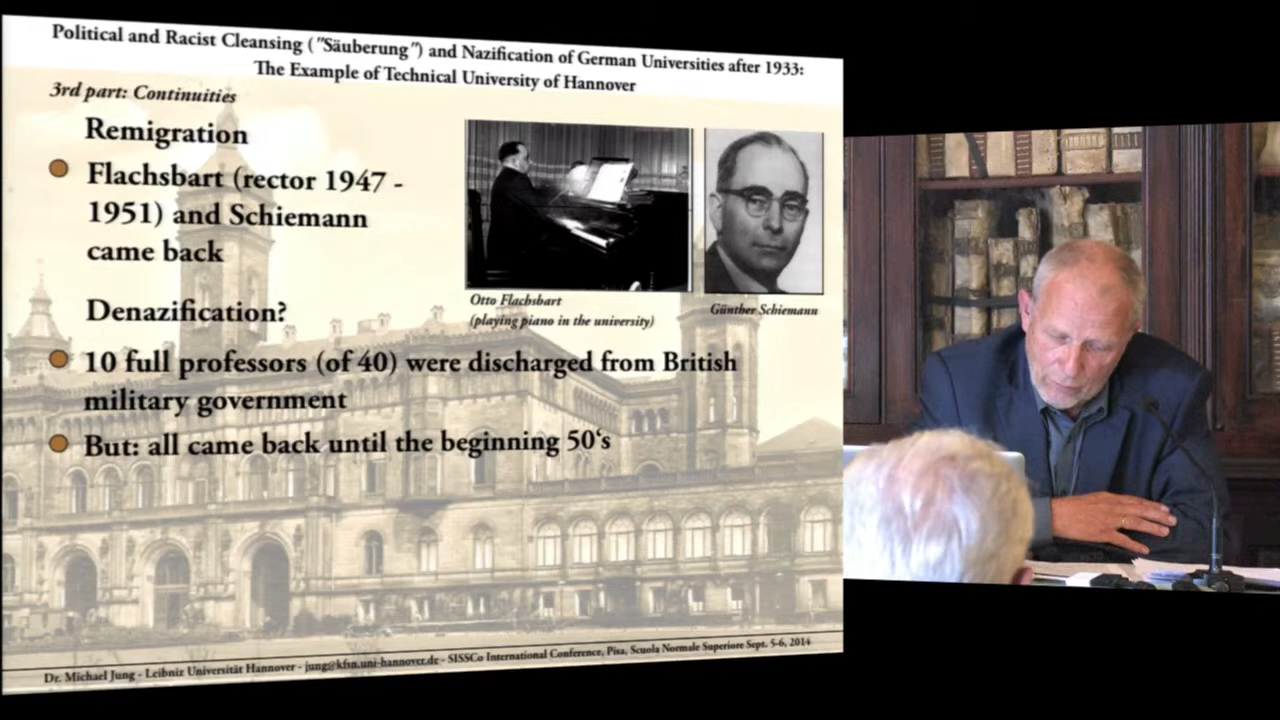 Political and Racist Cleansing ("Säuberung") and Nazification of German Universities after 1933:
The Example of Technical University of Hannover
3rd part: Continuities
Remigration
Flachsbart (rector 1947 -
1951) and Schiemann
came back
Otto Flachsbart
(playing piano in the university)
Günther Schiemann
Denazification?
10 full professors (of 40) were discharged from British
military government
But: all came back until the beginning 50‘s
Dr. Michael Jung - Leibniz Universität Hannover - jung@kfsn.uni-hannover.de - SISSCo International Conference, Pisa, Scuola Normale Superiore Sept. 5-6, 2014